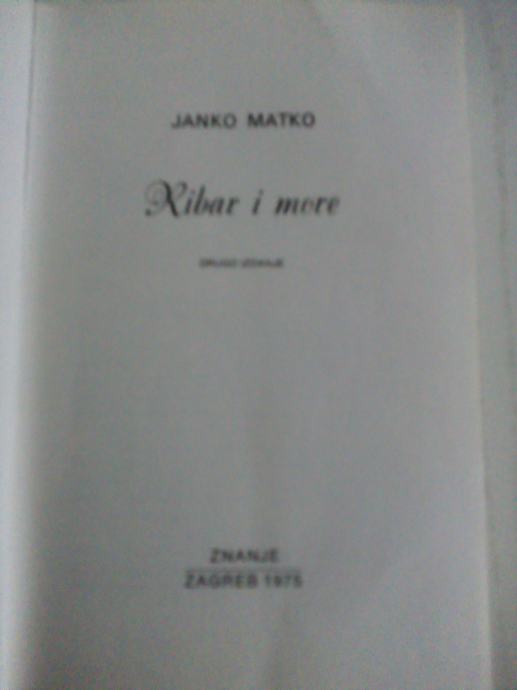 JANKO MATKO
Ribar i more
DRUGO IZDANJE
ZNANJE
ZAGREB 1975